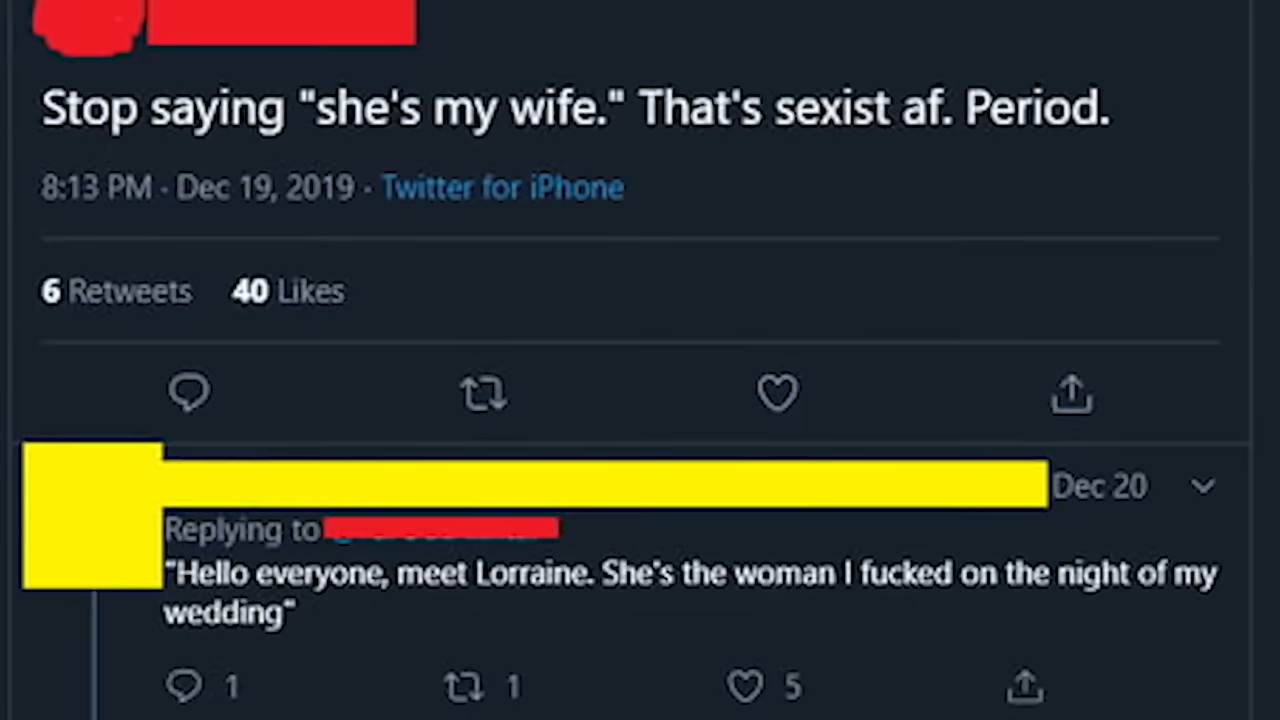 Stop saying "she's my wife." That's sexist af. Period.
8:13 PM · Dec 19, 2019 · Twitter for iPhone
6 Retweets 40 Likes
Dec 20
Replying to
"Hello everyone, meet Lorraine. She's the woman I fucked on the night of my
wedding"
1 1 5